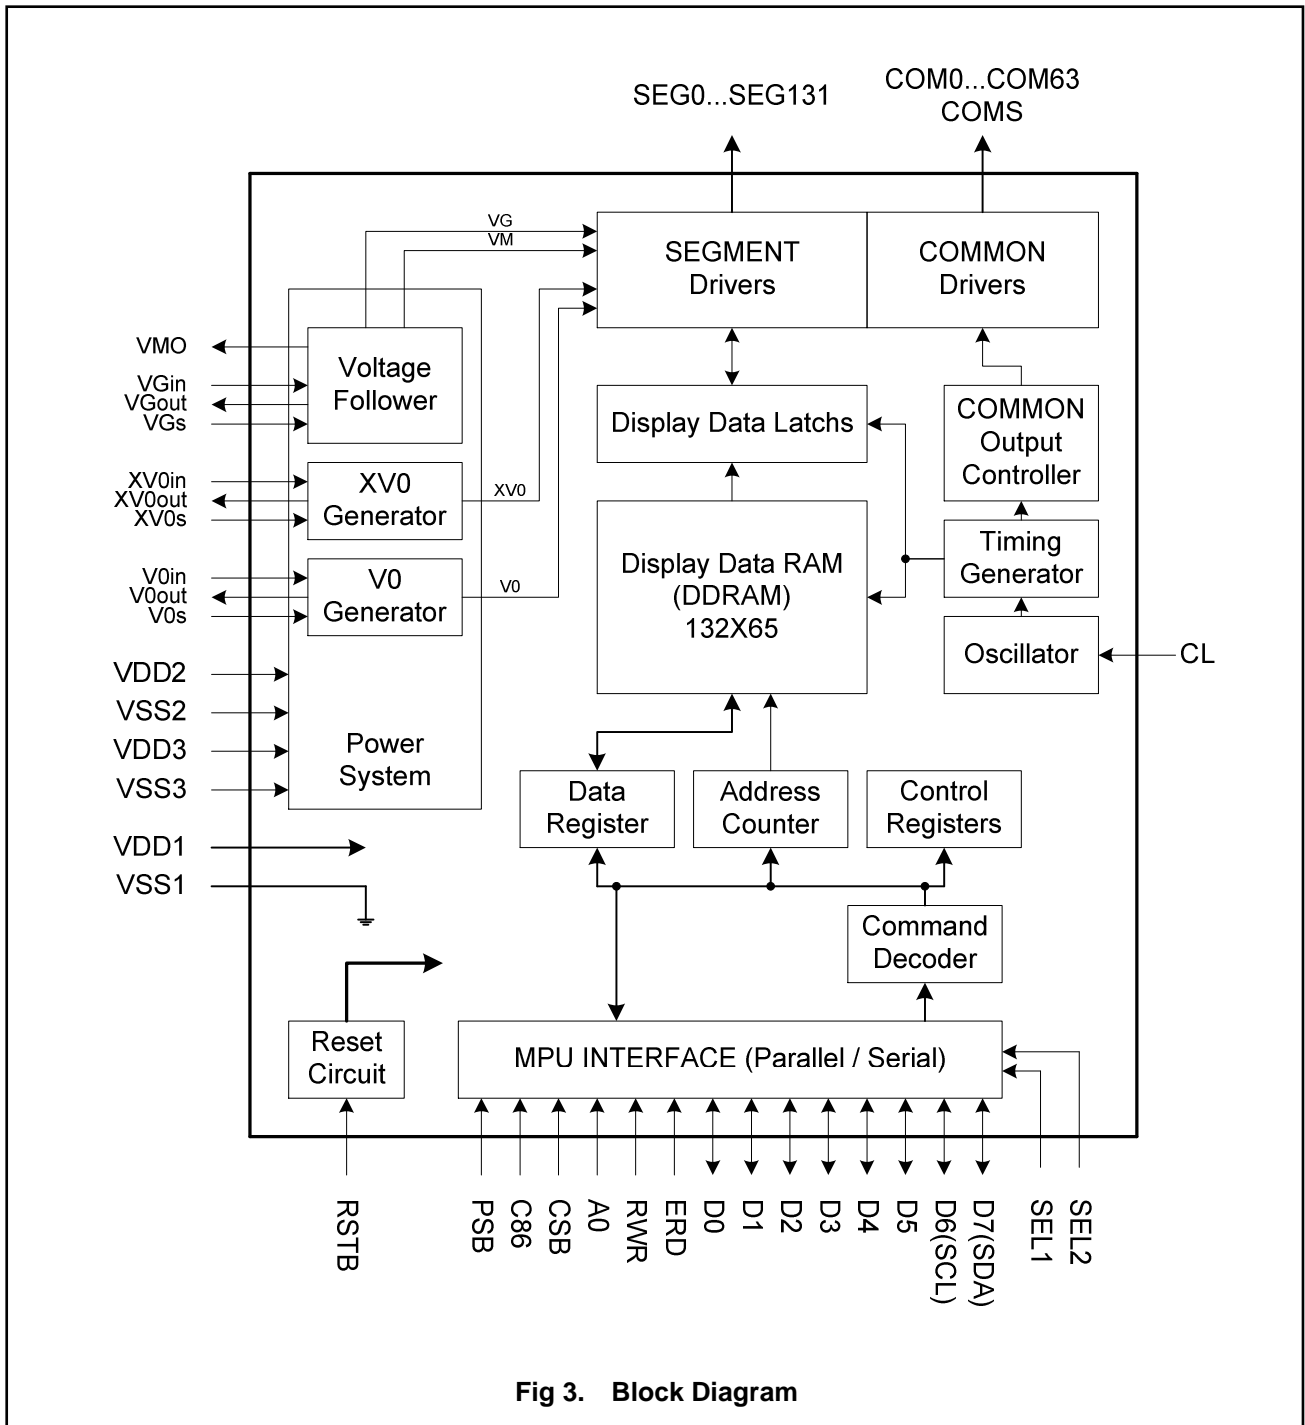 SEG0...SEG131
COM0...COM63
COMS
VG
VM
SEGMENT
Drivers
COMMON
Drivers
VMO
VGin
VGout
VGs
Voltage
Follower
Display Data Latchs
COMMON
Output
Controller
XV0in
XV0out
XV0s
XV0
Generator
XV0
V0in
V0out
V0s
V0
Generator
V0
Display Data RAM
(DDRAM)
132X65
Timing
Generator
Oscillator
CL
VDD2
VSS2
VDD3
VSS3
Power
System
Data
Register
Address
Counter
Control
Registers
VDD1
VSS1
Command
Decoder
Reset
Circuit
MPU INTERFACE (Parallel / Serial)
RSTB
PSB
C86
CSB
A0
RWR
ERD
D0
D1
D2
D3
D4
D5
D6(SCL)
D7(SDA)
SEL1
SEL2
Fig 3. Block Diagram